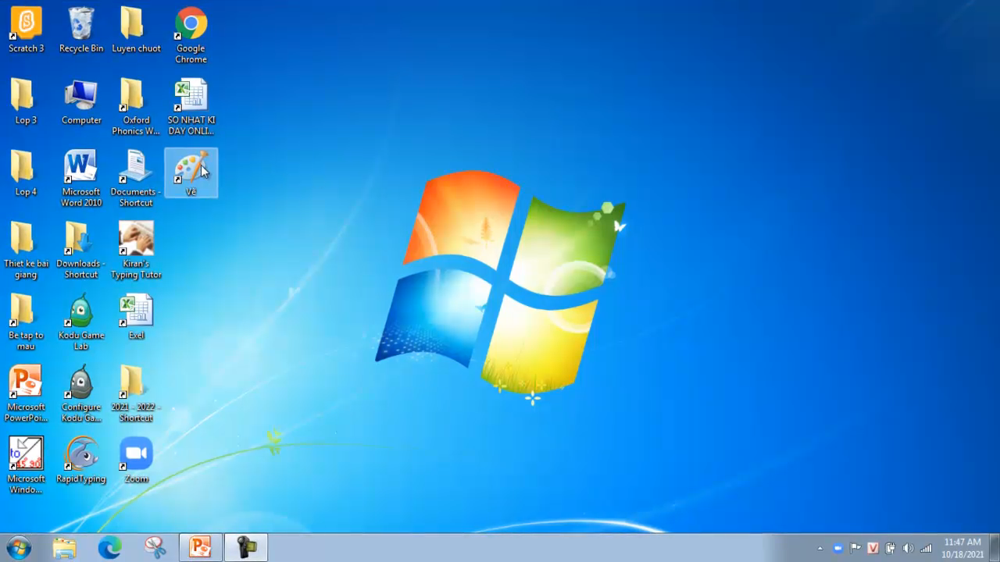 Scratch 3
Recycle Bin
Luyen chuot
Google
Chrome
Lop 3
Computer
Oxford
Phonics W...
SO NHAT KI
DAY ONLI...
Lop 4
Microsoft
Word 2010
Documents -
Shortcut
Vẽ
Thiet ke bai
giang
Downloads -
Shortcut
Kiran's
Typing Tutor
Be tap to
mau
Kodu Game
Lab
Exel
Microsoft
PowerPoi...
Configure
Kodu Ga...
2021 - 2022 -
Shortcut
Microsoft
Windo...
RapidTyping
Zoom
11:47 AM
10/18/2021